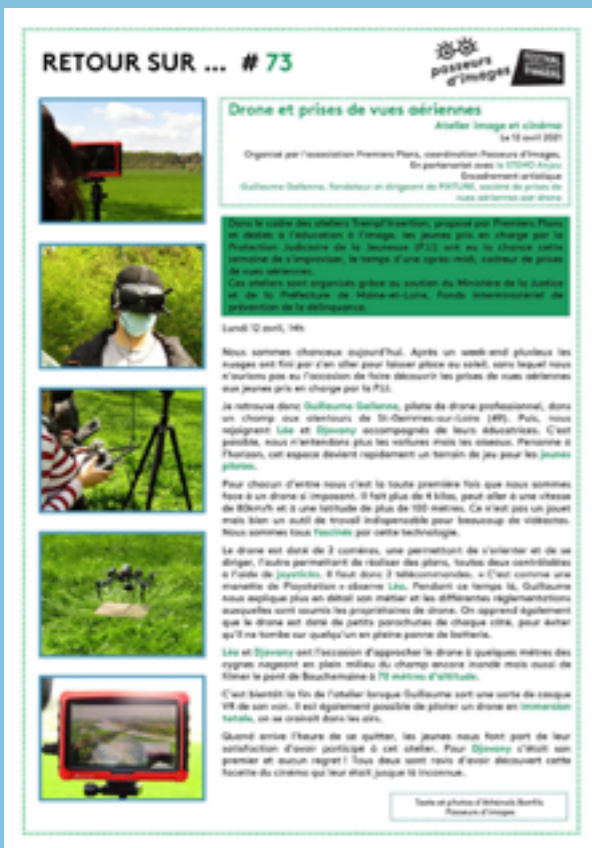 RETOUR SUR ... # 73
passeurs
d'images
Drone et prises de vues aériennes
Atelier image et cinéma
Le 12 avril 2021
Organisé par l'association Premiers Plans, coordination Passeurs d'images,
En partenariat avec le STEMO Anjou
Encadrement artistique
Guillaume Gallenne, fondateur et dirigeant de PIXTURE, société de prises de
vues aériennes par drone
Dans le cadre des ateliers Tremp'Insertion, proposé par Premiers Plans
et dédiés à l'éducation à l'image, les jeunes pris en charge par la
Protection Judiciaire de la Jeunesse (PJJ) ont eu la chance cette
semaine de s'improviser, le temps d'une après-midi, cadreur de prises
de vues aériennes.
Ces ateliers sont organisés grâce au soutien du Ministère de la Justice
et de la Préfecture de Maine-et-Loire, Fonds interministeriel de
prévention de la délinquance.
Lundi 12 avril, 14h
Nous sommes chanceux aujourd'hui. Après un week-end pluvieux les
nuages ont fini par s'en aller pour laisser place au soleil, sans lequel nous
n'aurions pas eu l'occasion de faire découvrir les prises de vues aériennes
aux jeunes pris en charge par la PJJ.
Je retrouve donc Guillaume Gallenne, pilote de drone professionnel, dans
un champ aux alentours de St-Gemmes-sur-Loire (49). Puis, nous
rejoignent Léa et Djovany accompagnés de leurs éducatrices. C'est
paisible, nous n'entendons plus les voitures mais les oiseaux. Personne à
l'horizon, cet espace devient rapidement un terrain de jeu pour les jeunes
pilotes.
Pour chacun d'entre nous c'est la toute première fois que nous sommes
face à un drone si imposant. Il fait plus de 4 kilos, peut aller à une vitesse
de 80km/h et à une latitude de plus de 100 mètres. Ce n'est pas un jouet
mais bien un outil de travail indispensable pour beaucoup de vidéastes.
Nous sommes tous fascinés par cette technologie.
Le drone est doté de 2 caméras, une permettant de s'orienter et de se
diriger, l'autre permettant de réaliser des plans, toutes deux contrôlables
à l'aide de joysticks. Il faut donc 2 télécommandes. « C'est comme une
manette de Playstation » observe Léa. Pendant ce temps là, Guillaume
nous explique plus en détail son métier et les différentes réglementations
auxquelles sont soumis les propriétaires de drone. On apprend également
que le drone est doté de petits parachutes de chaque côté, pour éviter
qu'il ne tombe sur quelqu'un en pleine panne de batterie.
Léa et Djovany ont l'occasion d'approcher le drone à quelques mètres des
cygnes nageant en plein milieu du champ encore inondé mais aussi de
filmer le pont de Bouchemaine à 70 mètres d'altitude.
C'est bientôt la fin de l'atelier lorsque Guillaume sort une sorte de casque
VR de son van. Il est également possible de piloter un drone en immersion
totale, on se croirait dans les airs.
Quand arrive l'heure de se quitter, les jeunes nous font part de leur
satisfaction d'avoir participé à cet atelier. Pour Djovany c'était son
premier et aucun regret ! Tous deux sont ravis d'avoir découvert cette
facette du cinéma qui leur était jusque là inconnue.
Texte et photos d'Athénaïs Bonfils
Passeurs d'images